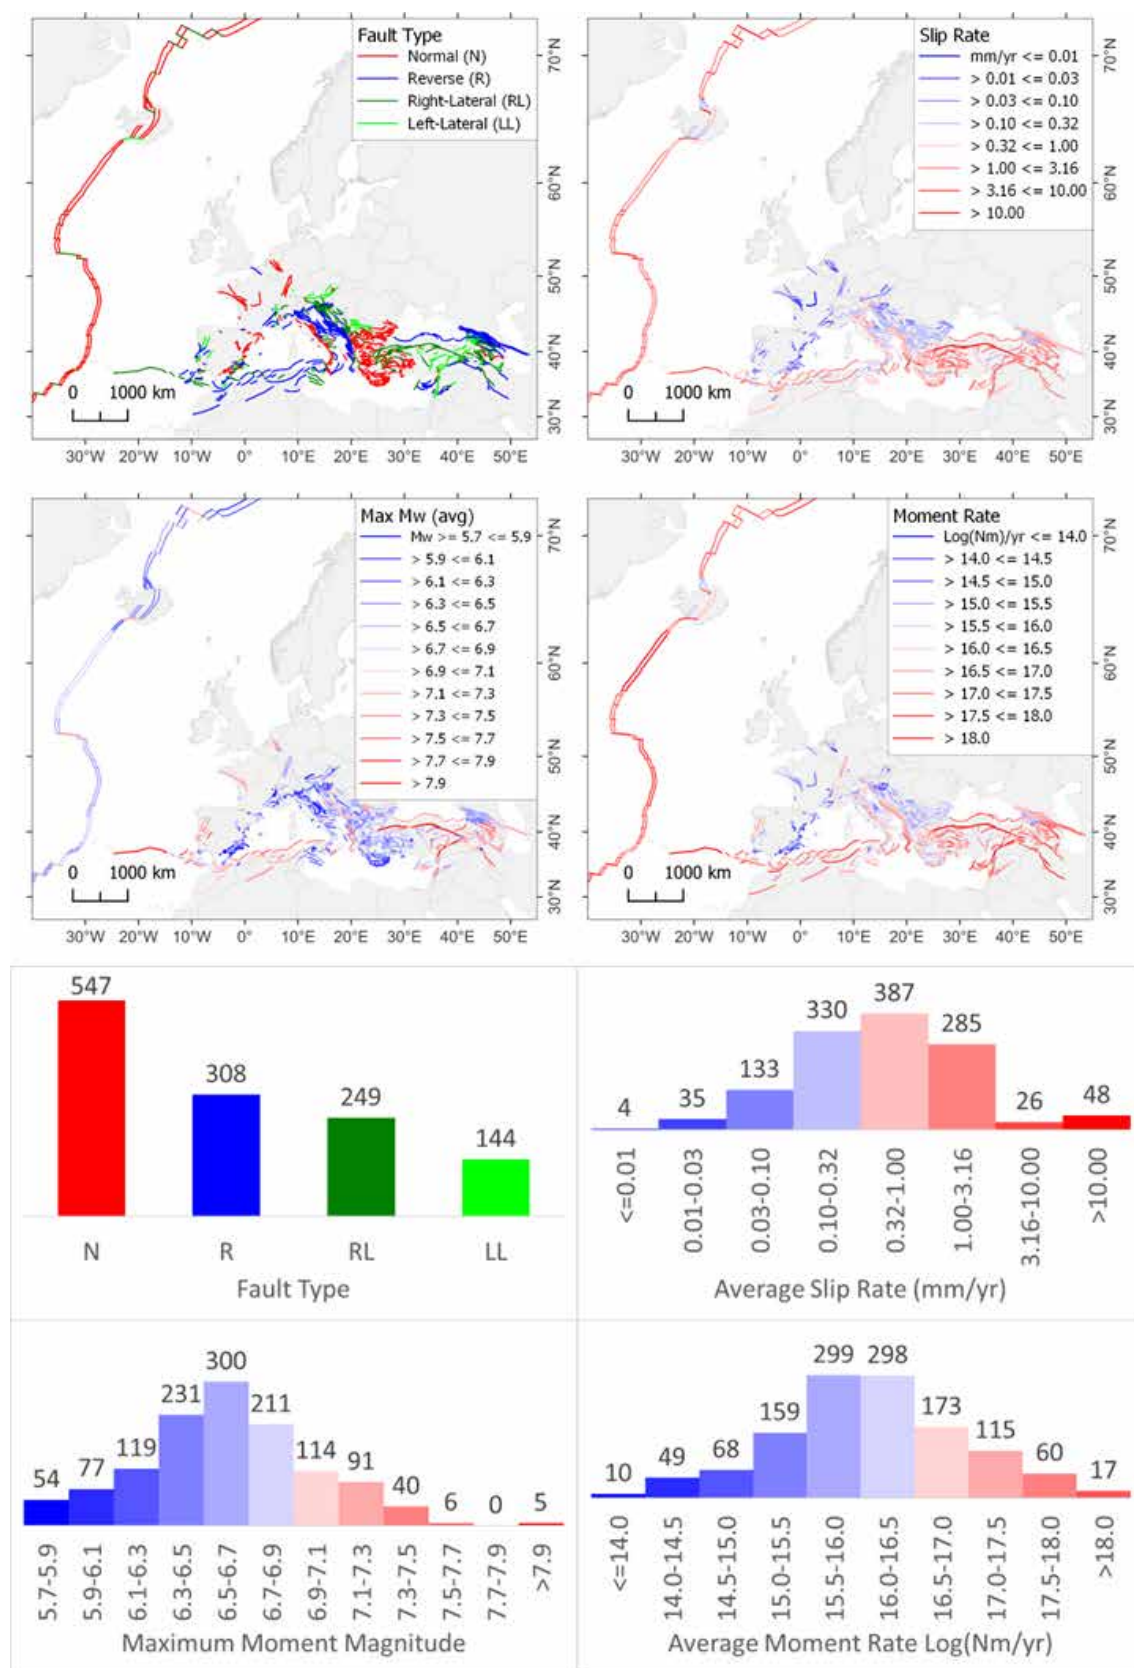 Fault Type
Normal (N)
Reverse (R)
Right-Lateral (RL)
Left-Lateral (LL)
70°N
60°N
50°N
40°N
30°N
0 1000 km
30°W 20°W 10°W 0° 10°E 20°E 30°E 40°E 50°E
Slip Rate
mm/yr <= 0.01
> 0.01 <= 0.03
> 0.03 <= 0.10
> 0.10 <= 0.32
> 0.32 <= 1.00
> 1.00 <= 3.16
> 3.16 <= 10.00
> 10.00
70°N
60°N
50°N
40°N
30°N
0 1000 km
30°W 20°W 10°W 0° 10°E 20°E 30°E 40°E 50°E
Max Mw (avg)
Mw >= 5.7 <= 5.9
> 5.9 <= 6.1
> 6.1 <= 6.3
> 6.3 <= 6.5
> 6.5 <= 6.7
> 6.7 <= 6.9
> 6.9 <= 7.1
> 7.1 <= 7.3
> 7.3 <= 7.5
> 7.5 <= 7.7
> 7.7 <= 7.9
> 7.9
70°N
60°N
50°N
40°N
30°N
0 1000 km
30°W 20°W 10°W 0° 10°E 20°E 30°E 40°E 50°E
Moment Rate
Log(Nm)/yr <= 14.0
> 14.0 <= 14.5
> 14.5 <= 15.0
> 15.0 <= 15.5
> 15.5 <= 16.0
> 16.0 <= 16.5
> 16.5 <= 17.0
> 17.0 <= 17.5
> 17.5 <= 18.0
> 18.0
70°N
60°N
50°N
40°N
30°N
0 1000 km
30°W 20°W 10°W 0° 10°E 20°E 30°E 40°E 50°E
547
308
249
144
N R RL LL
Fault Type
4 35 133 330 387 285 26 48
<=0.01 0.01-0.03 0.03-0.10 0.10-0.32 0.32-1.00 1.00-3.16 3.16-10.00 >10.00
Average Slip Rate (mm/yr)
54 77 119 231 300 211 114 91 40 6 0 5
5.7-5.9 5.9-6.1 6.1-6.3 6.3-6.5 6.5-6.7 6.7-6.9 6.9-7.1 7.1-7.3 7.3-7.5 7.5-7.7 7.7-7.9 >7.9
Maximum Moment Magnitude
10 49 68 159 299 298 173 115 60 17
<=14.0 14.0-14.5 14.5-15.0 15.0-15.5 15.5-16.0 16.0-16.5 16.5-17.0 17.0-17.5 17.5-18.0 >18.0
Average Moment Rate Log(Nm/yr)